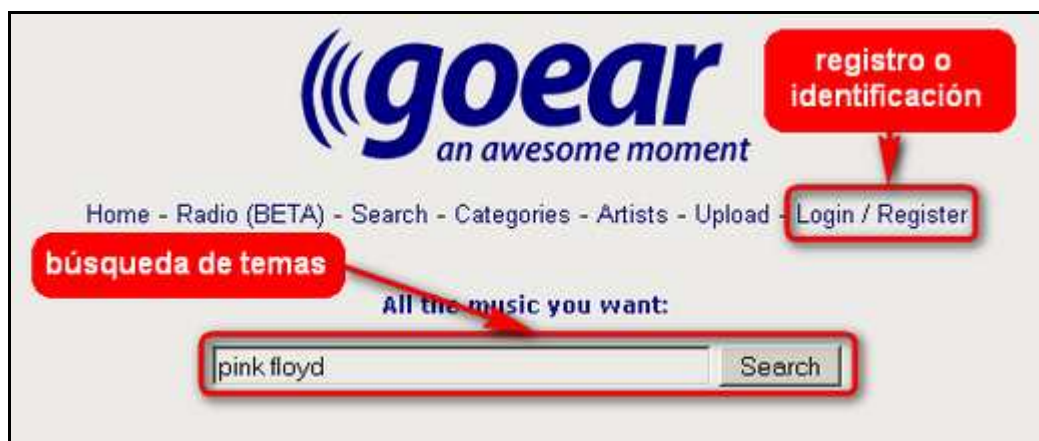 goear
an awesome moment
registro o
identificación
Home - Radio (BETA) - Search - Categories - Artists - Upload - Login / Register
búsqueda de temas
All the music you want:
pink floyd
Search